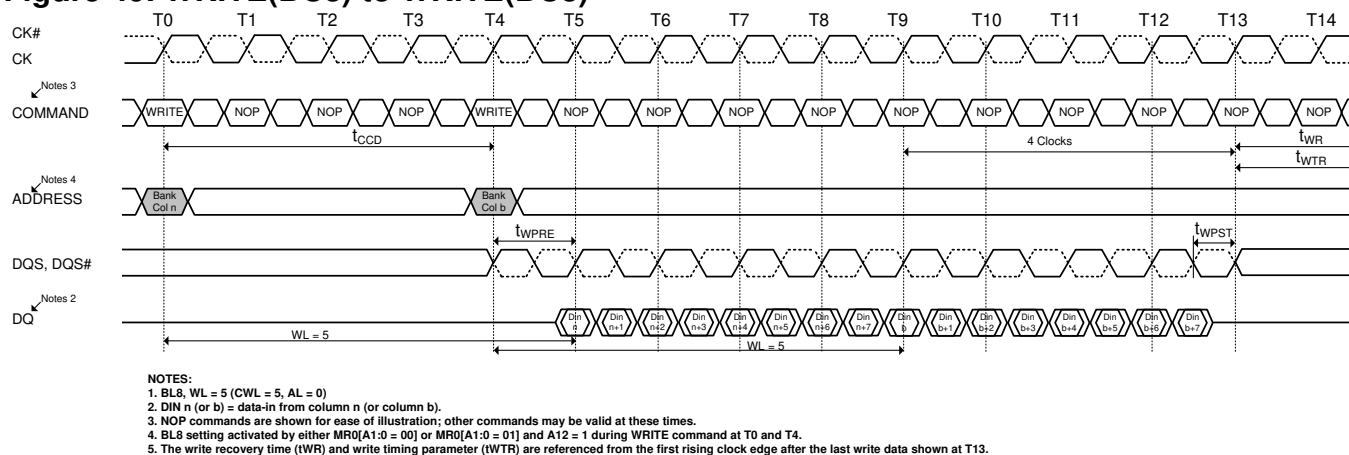 T0 T1 T2 T3 T4 T5 T6 T7 T8 T9 T10 T11 T12 T13 T14
CK#
CK
Notes 3
COMMAND WRITE NOP NOP NOP WRITE NOP NOP NOP NOP NOP NOP NOP NOP NOP NOP
tCCD 4 Clocks tWR
tWTR
Notes 4
ADDRESS
Bank Bank
Col n Col b
tWPRE tWPST
DQS, DQS#
Notes 2
DQ
Din Din Din Din Din Din Din Din Din Din Din Din Din Din Din Din
n n+1 n+2 n+3 n+4 n+5 n+6 n+7 b b+1 b+2 b+3 b+4 b+5 b+6 b+7
WL = 5 WL = 5
NOTES:
1. BL8, WL = 5 (CWL = 5, AL = 0)
2. DIN n (or b) = data-in from column n (or column b).
3. NOP commands are shown for ease of illustration; other commands may be valid at these times.
4. BL8 setting activated by either MR0[A1:0 = 00] or MR0[A1:0 = 01] and A12 = 1 during WRITE command at T0 and T4.
5. The write recovery time (tWR) and write timing parameter (tWTR) are referenced from the first rising clock edge after the last write data shown at T13.